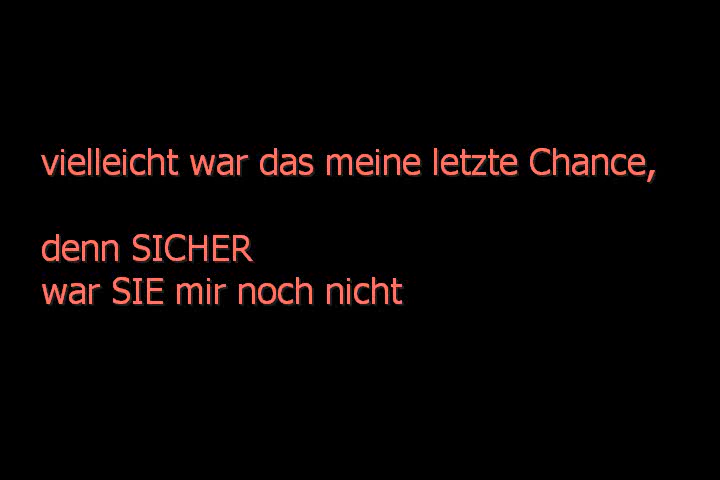 vielleicht war das meine letzte Chance,
denn SICHER
war SIE mir noch nicht